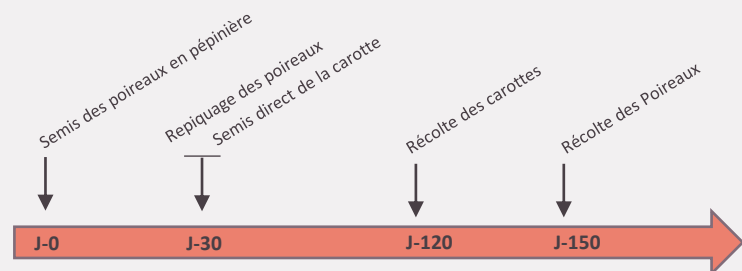 Semis des poireaux en pépinière
Repiquage des poireaux
Semis direct de la carotte
Récolte des carottes
Récolte des Poireaux
J-0
J-30
J-120
J-150